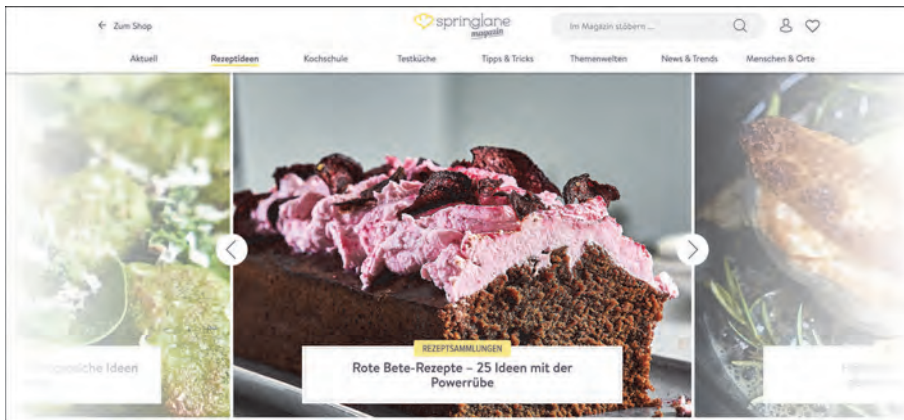 ← Zum Shop
springlane
magazin
Im Magazin stöbern ...
Aktuell
Rezeptideen
Kochschule
Testküche
Tipps & Tricks
Themenwelten
News & Trends
Menschen & Orte
Ideen
REZEPTSAMMLUNGEN
Rote Bete-Rezepte – 25 Ideen mit der
Powerrübe